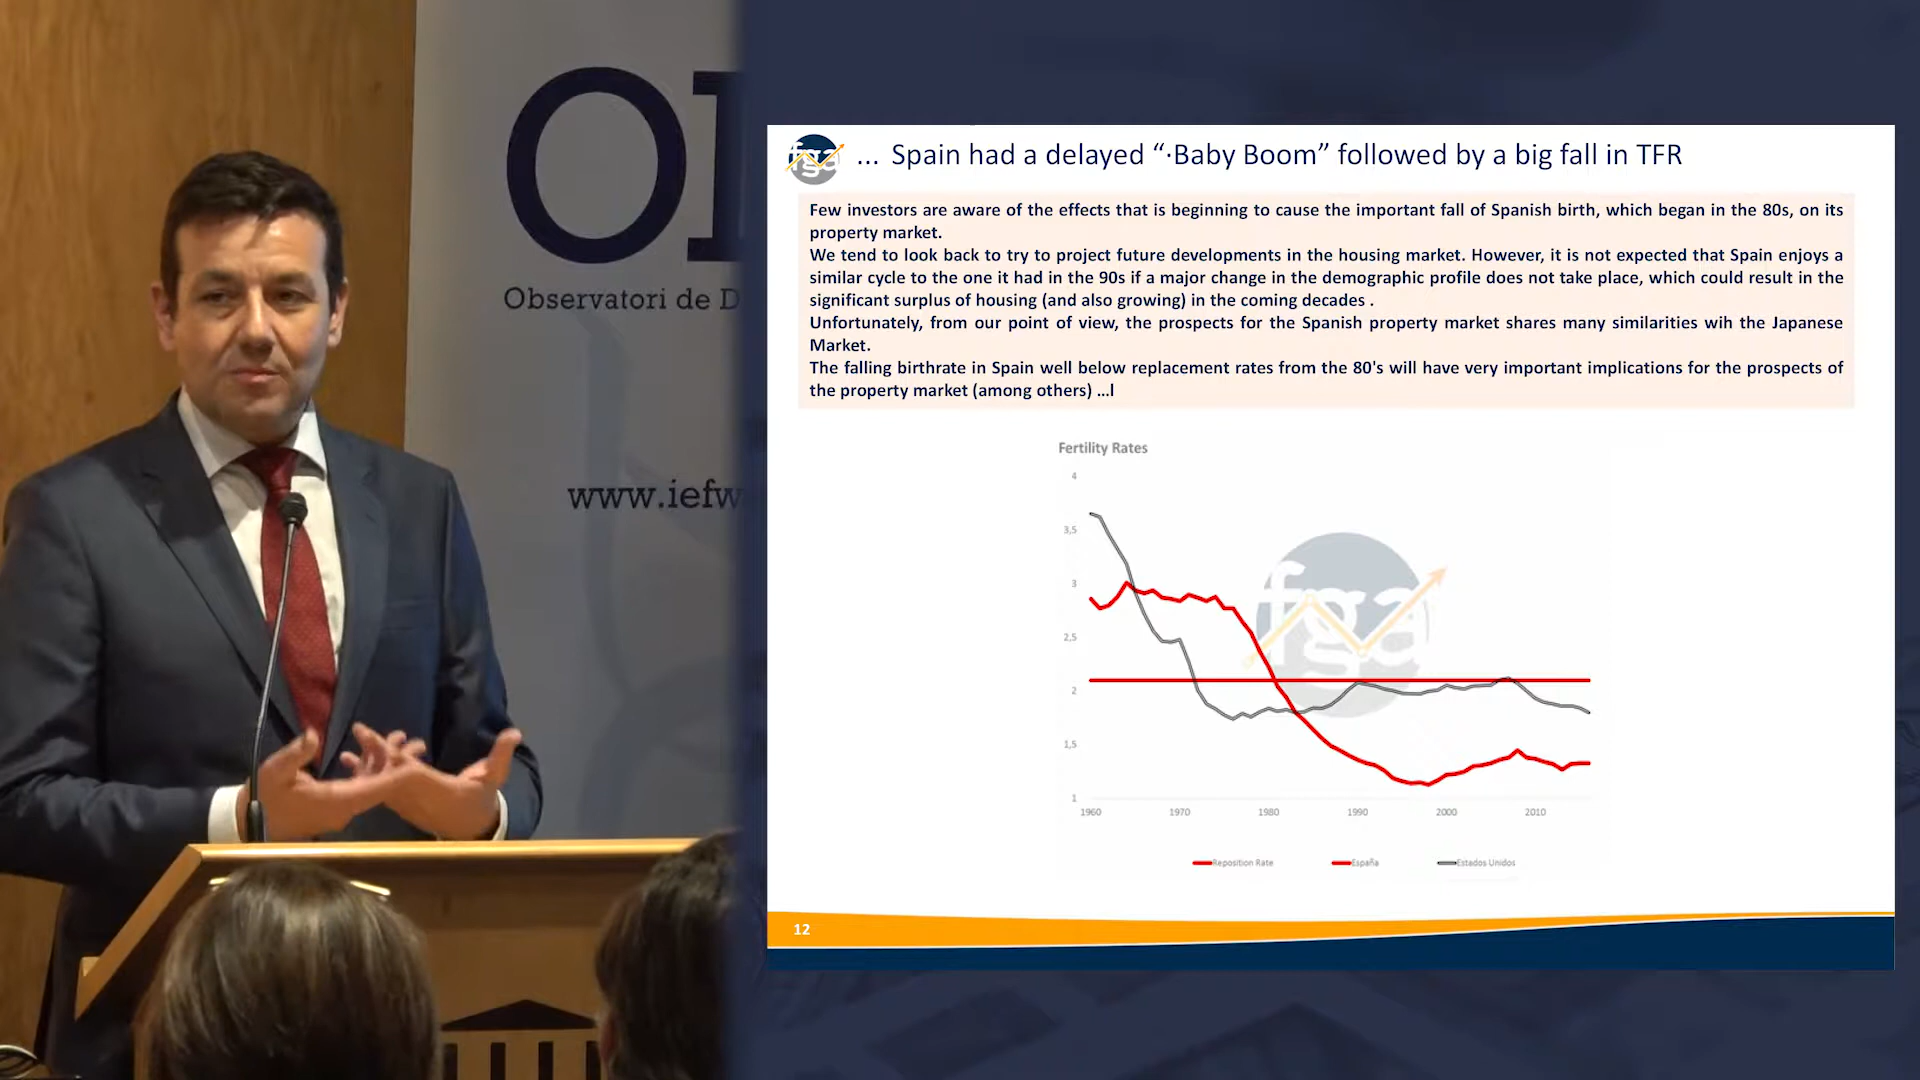 OI
Observatori de D
www.iefw
fga
... Spain had a delayed “·Baby Boom” followed by a big fall in TFR
Few investors are aware of the effects that is beginning to cause the important fall of Spanish birth, which began in the 80s, on its
property market.
We tend to look back to try to project future developments in the housing market. However, it is not expected that Spain enjoys a
similar cycle to the one it had in the 90s if a major change in the demographic profile does not take place, which could result in the
significant surplus of housing (and also growing) in the coming decades .
Unfortunately, from our point of view, the prospects for the Spanish property market shares many similarities wih the Japanese
Market.
The falling birthrate in Spain well below replacement rates from the 80's will have very important implications for the prospects of
the property market (among others) ...l
Fertility Rates
4
3,5
3
2,5
2
1,5
1
fga
1960 1970 1980 1990 2000 2010
Reposition Rate España Estados Unidos
12